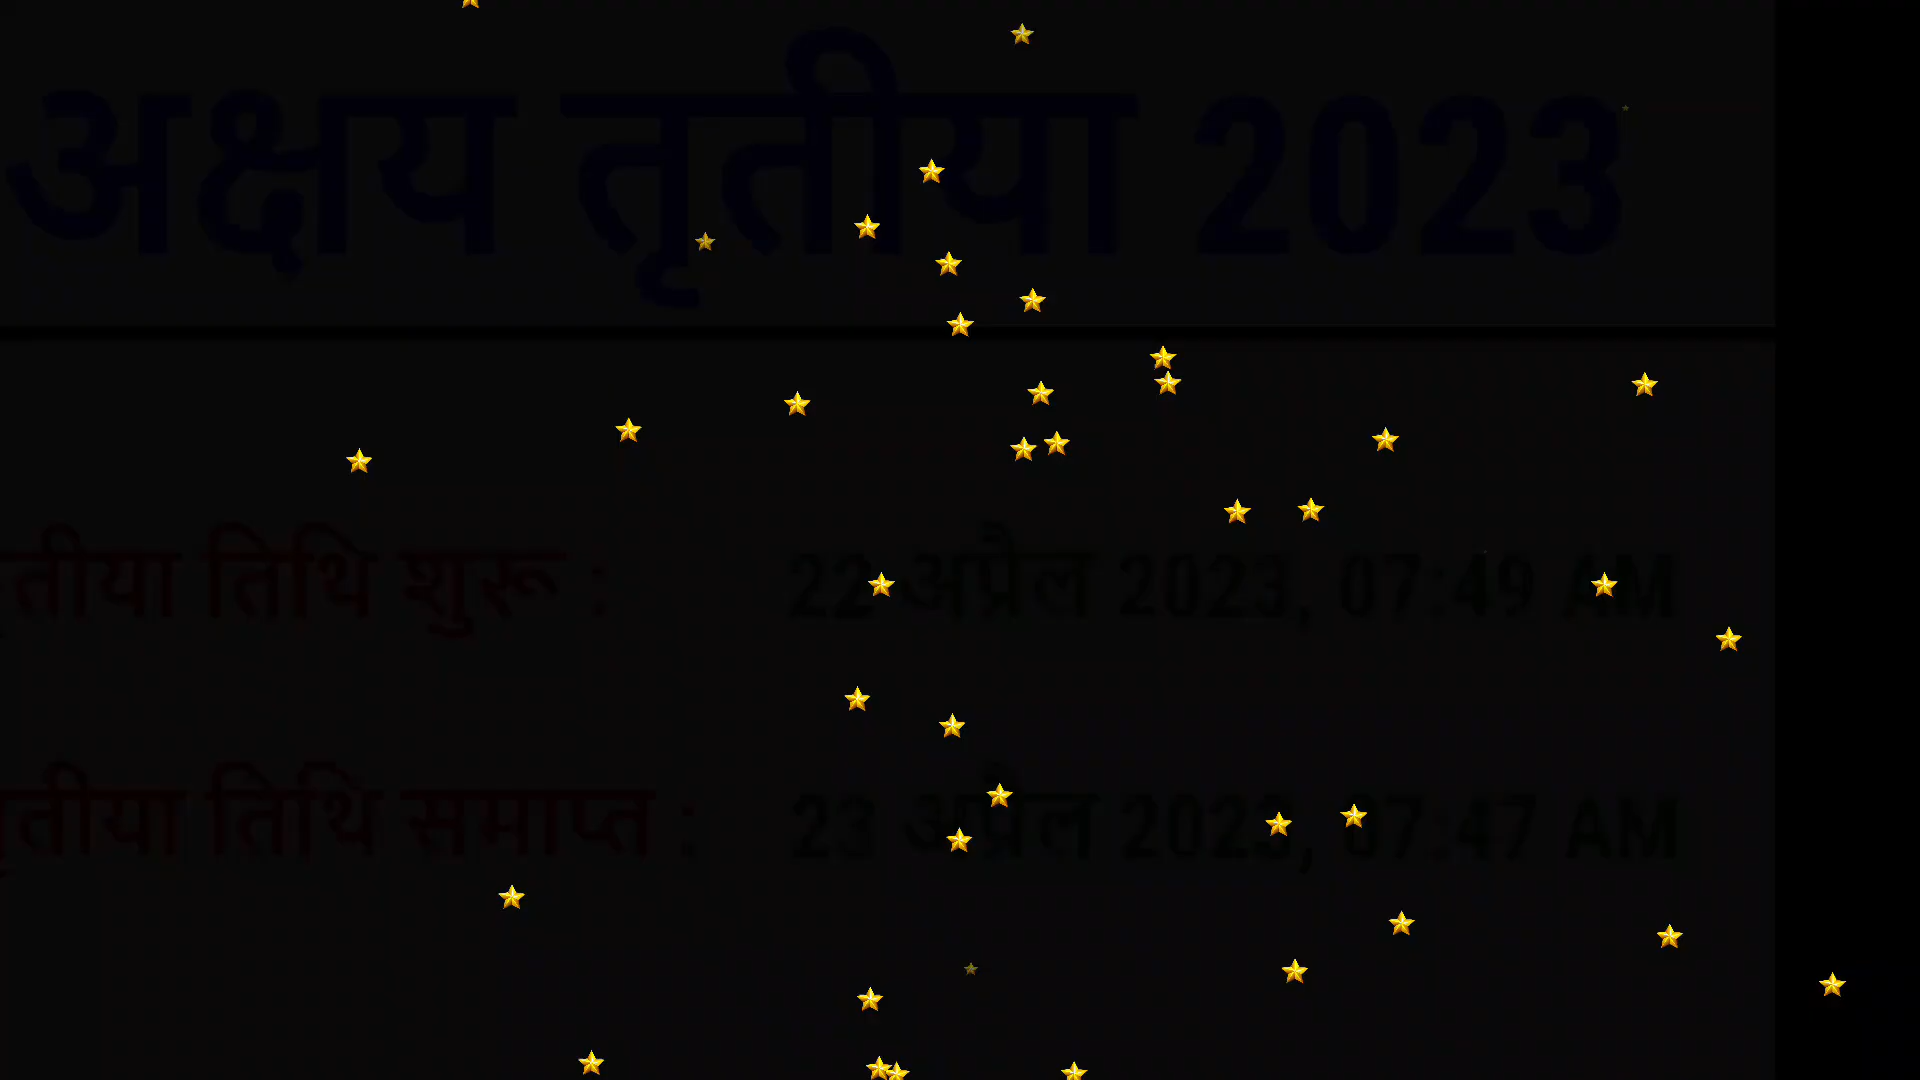 अक्षय तृतीया 2023
तृतीया तिथि शुरू : 22 अप्रैल 2023, 07:49 AM
तृतीया तिथि समाप्त : 23 अप्रैल 2023, 07:47 AM